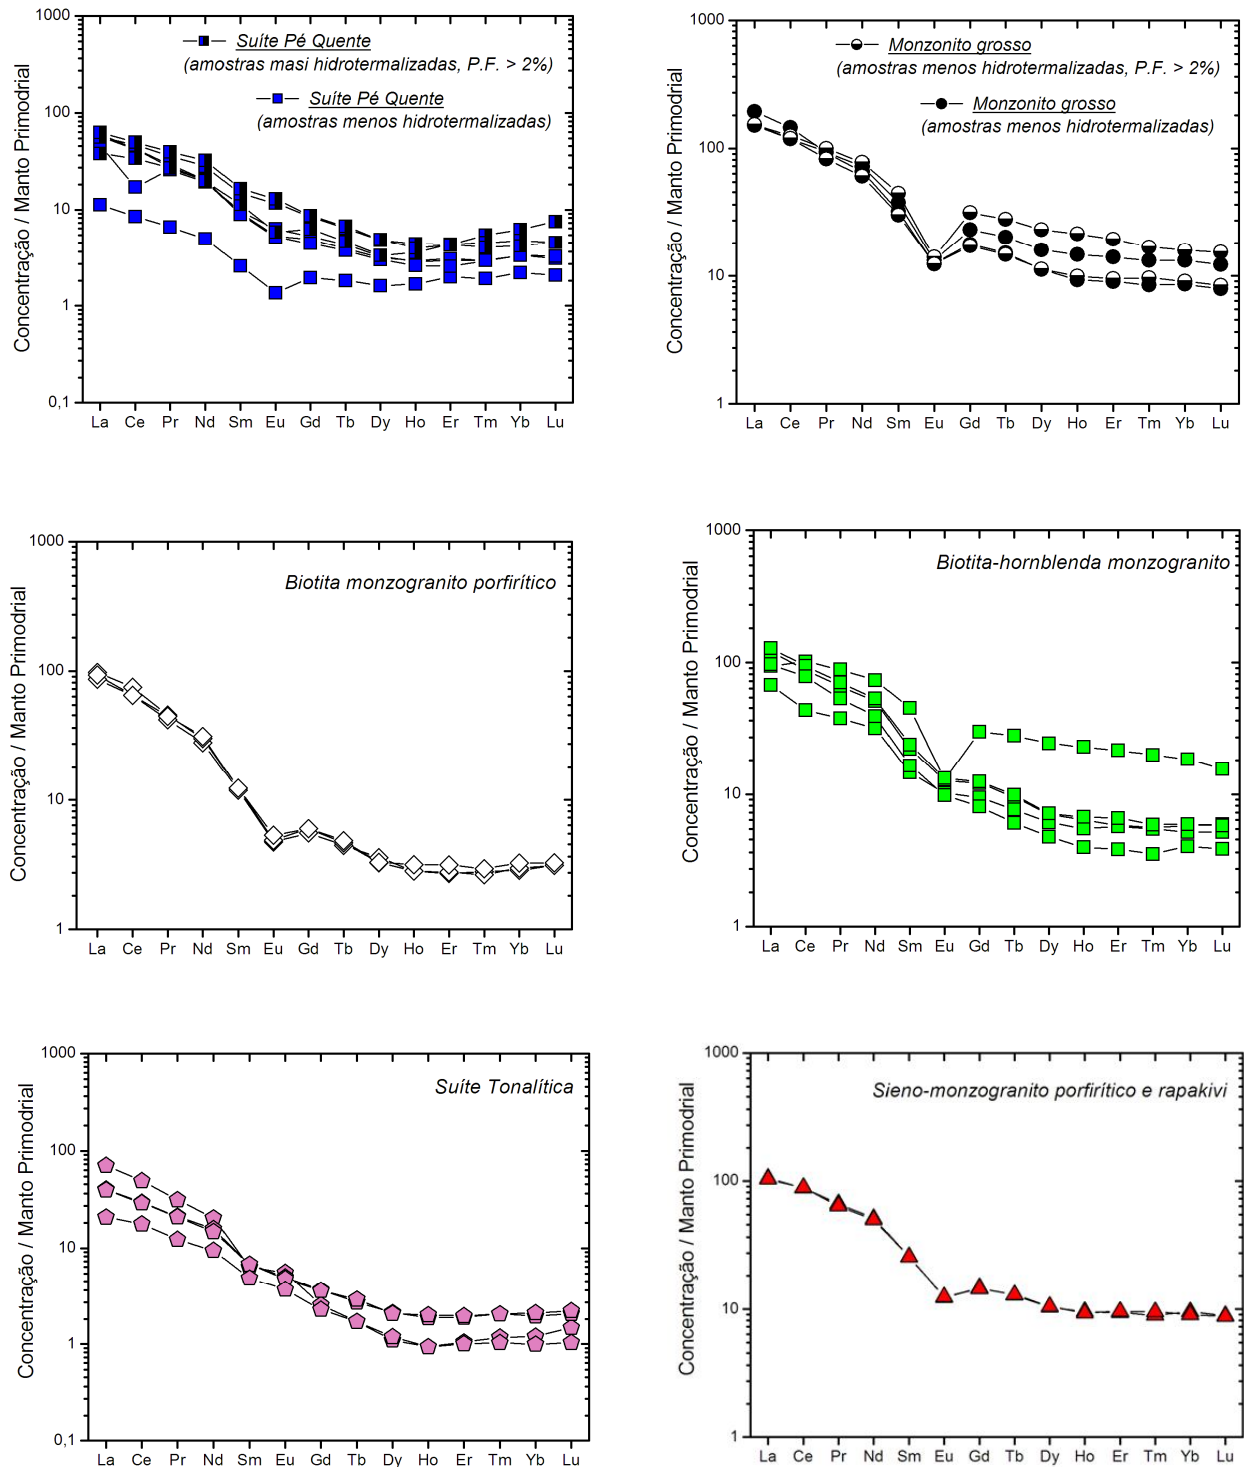 1000
100
10
1
0,1
Concentração / Manto Primodrial
Suíte Pé Quente
(amostras masi hidrotermalizadas, P.F. > 2%)
Suíte Pé Quente
(amostras menos hidrotermalizadas)
La Ce Pr Nd Sm Eu Gd Tb Dy Ho Er Tm Yb Lu
1000
100
10
1
Concentração / Manto Primodrial
Monzonito grosso
(amostras menos hidrotermalizadas, P.F. > 2%)
Monzonito grosso
(amostras menos hidrotermalizadas)
La Ce Pr Nd Sm Eu Gd Tb Dy Ho Er Tm Yb Lu
1000
100
10
1
Concentração / Manto Primodrial
Biotita monzogranito porfirítico
La Ce Pr Nd Sm Eu Gd Tb Dy Ho Er Tm Yb Lu
1000
100
10
1
Concentração / Manto Primodrial
Biotita-hornblenda monzogranito
La Ce Pr Nd Sm Eu Gd Tb Dy Ho Er Tm Yb Lu
1000
100
10
1
0,1
Concentração / Manto Primodrial
Suíte Tonalítica
La Ce Pr Nd Sm Eu Gd Tb Dy Ho Er Tm Yb Lu
1000
100
10
1
Concentração / Manto Primodrial
Sieno-monzogranito porfirítico e rapakivi
La Ce Pr Nd Sm Eu Gd Tb Dy Ho Er Tm Yb Lu